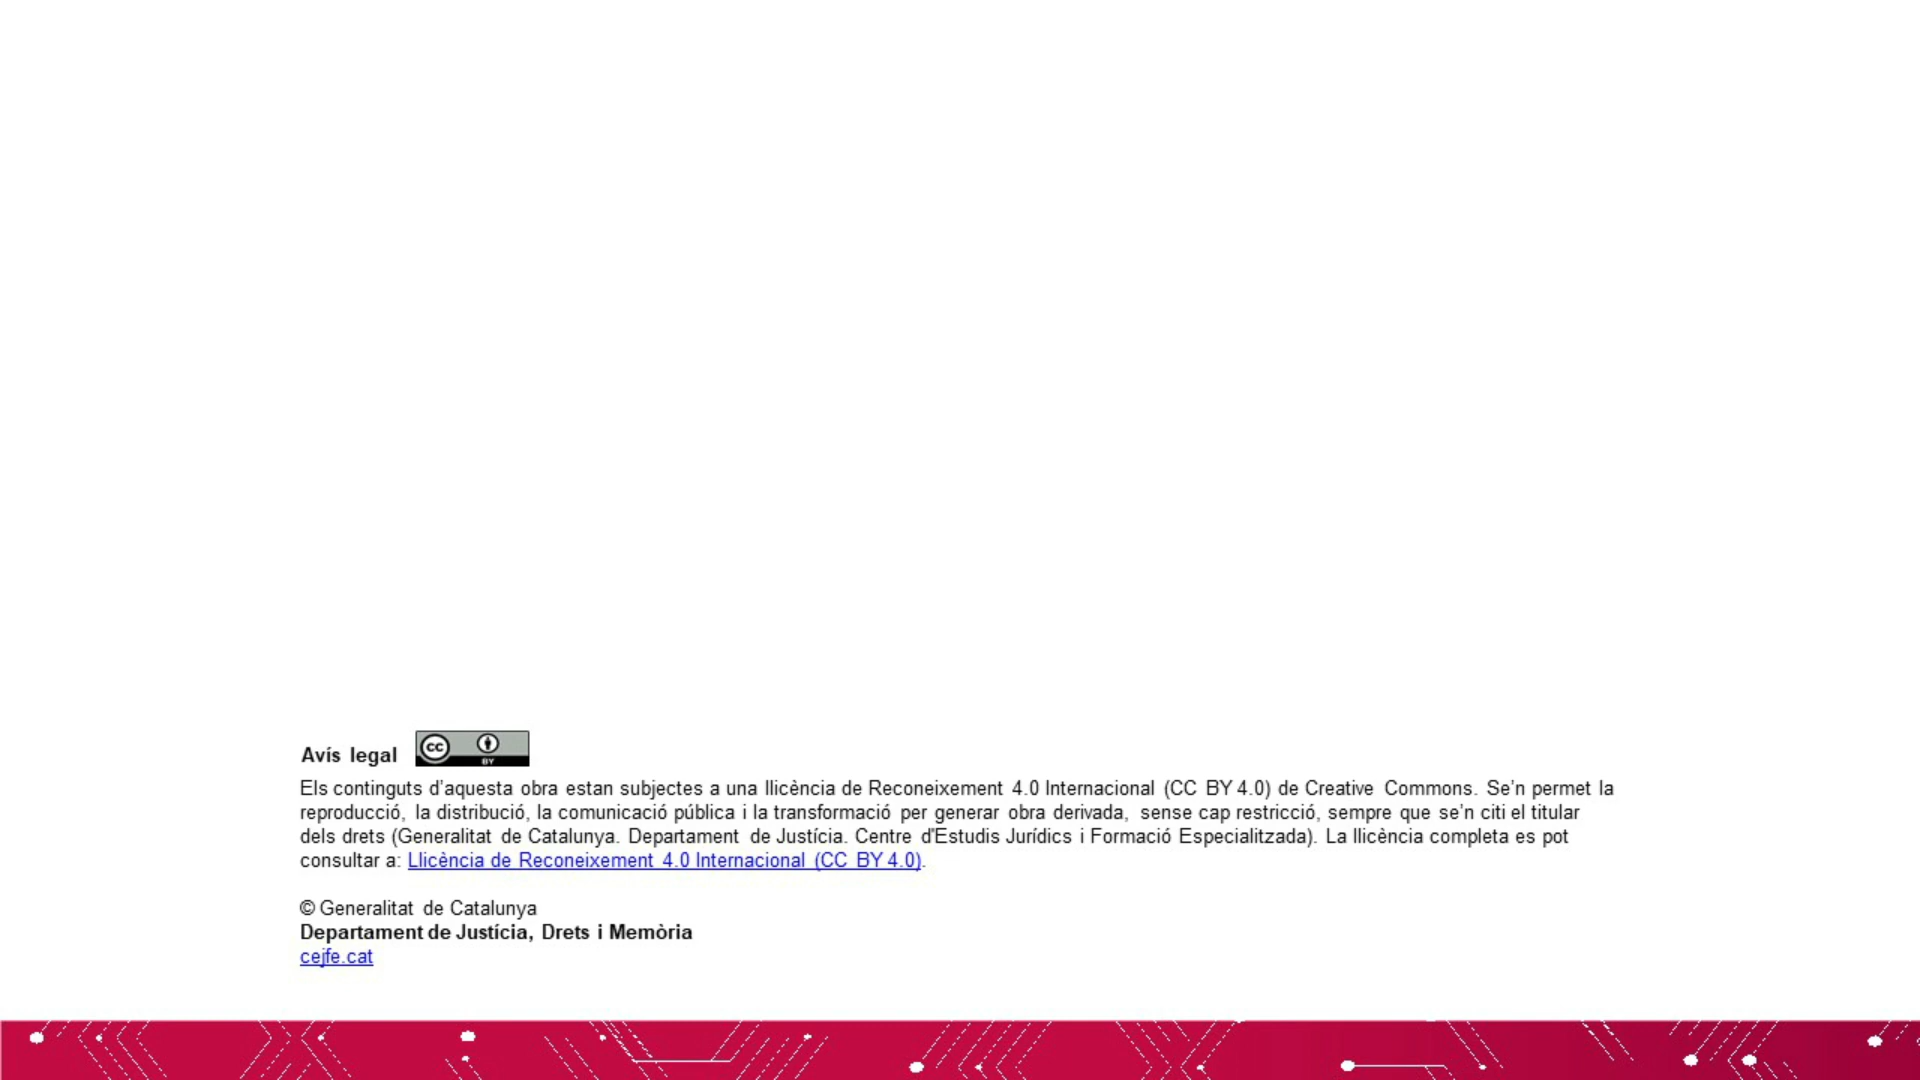 Avís legal
cc BY
Els continguts d’aquesta obra estan subjectes a una llicència de Reconeixement 4.0 Internacional (CC BY 4.0) de Creative Commons. Se’n permet la
reproducció, la distribució, la comunicació pública i la transformació per generar obra derivada, sense cap restricció, sempre que se’n citi el titular
dels drets (Generalitat de Catalunya. Departament de Justícia. Centre d'Estudis Jurídics i Formació Especialitzada). La llicència completa es pot
consultar a: Llicència de Reconeixement 4.0 Internacional (CC BY 4.0).
© Generalitat de Catalunya
Departament de Justícia, Drets i Memòria
cejfe.cat